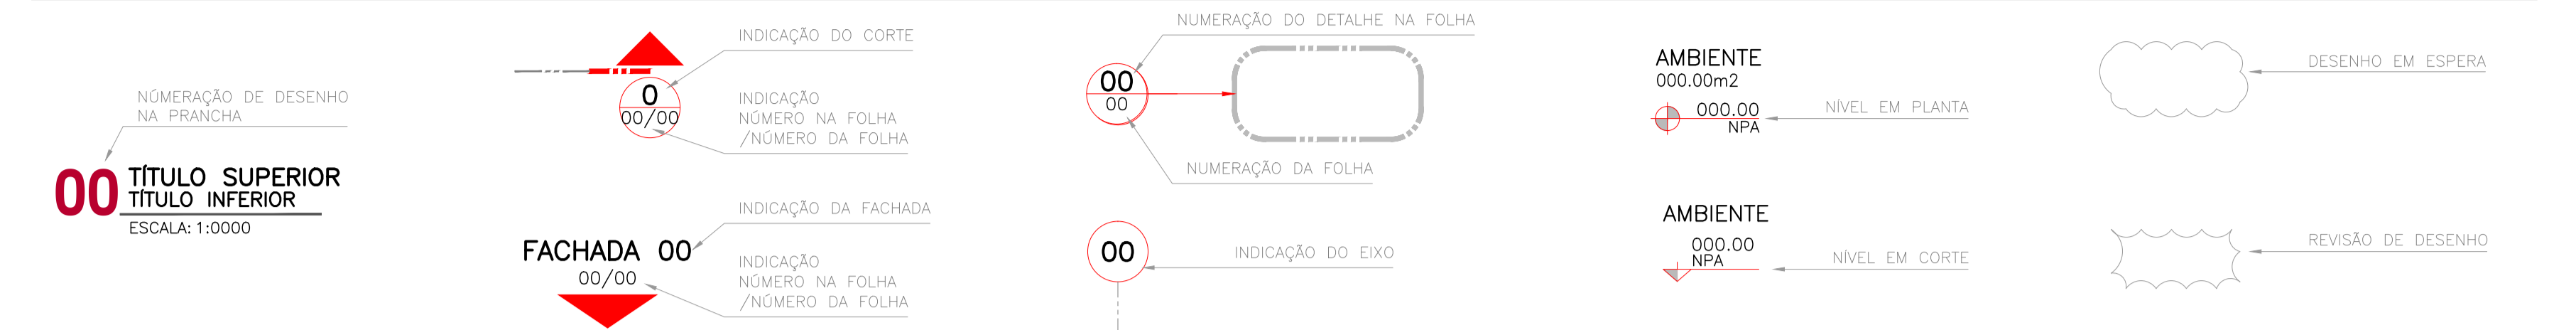 NÚMERAÇÃO DE DESENHO
NA PRANCHA
00
TÍTULO SUPERIOR
TÍTULO INFERIOR
ESCALA: 1:0000
INDICAÇÃO DO CORTE
0
00/00
INDICAÇÃO
NÚMERO NA FOLHA
/NÚMERO DA FOLHA
INDICAÇÃO DA FACHADA
FACHADA 00
00/00
INDICAÇÃO
NÚMERO NA FOLHA
/NÚMERO DA FOLHA
NUMERAÇÃO DO DETALHE NA FOLHA
00
00
NUMERAÇÃO DA FOLHA
00
INDICAÇÃO DO EIXO
AMBIENTE
000.00m2
000.00
NPA
NÍVEL EM PLANTA
AMBIENTE
000.00
NPA
NÍVEL EM CORTE
DESENHO EM ESPERA
REVISÃO DE DESENHO